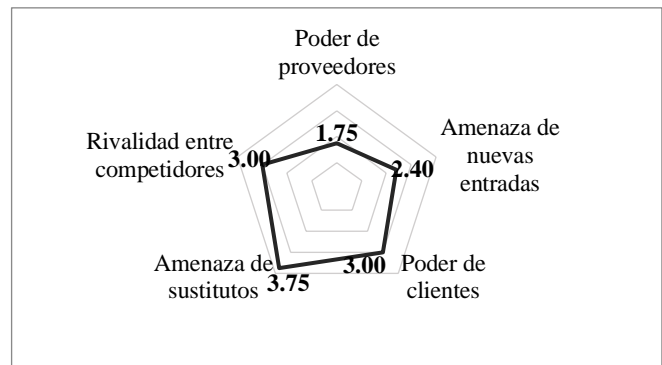 Poder de
proveedores
1.75
Amenaza de
nuevas
entradas
2.40
Poder de
clientes
3.00
Amenaza de
sustitutos
3.75
Rivalidad entre
competidores
3.00